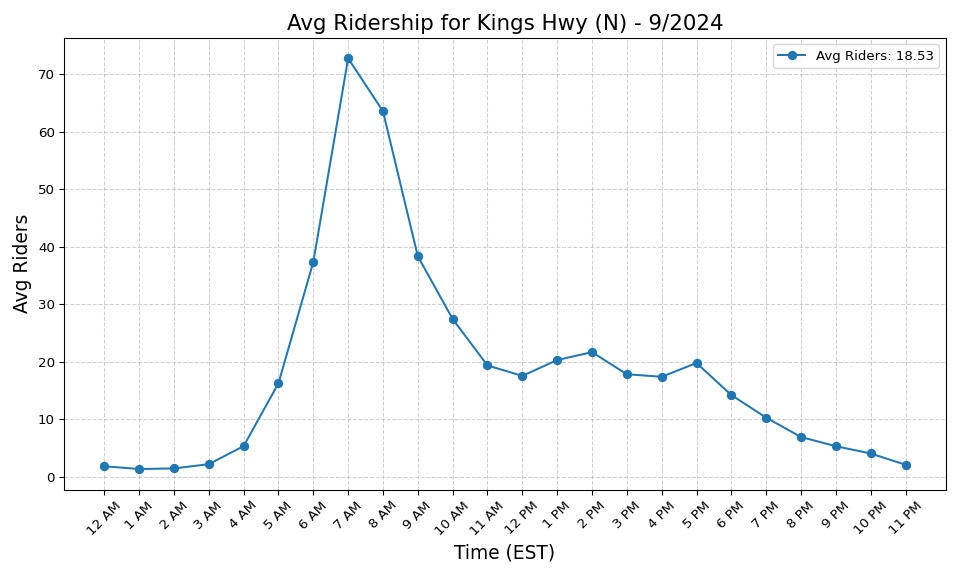 Avg Ridership for Kings Hwy (N) - 9/2024
Avg Riders: 18.53
Avg Riders
70
60
50
40
30
20
10
0
12 AM 1 AM 2 AM 3 AM 4 AM 5 AM 6 AM 7 AM 8 AM 9 AM 10 AM 11 AM 12 PM 1 PM 2 PM 3 PM 4 PM 5 PM 6 PM 7 PM 8 PM 9 PM 10 PM 11 PM
Time (EST)